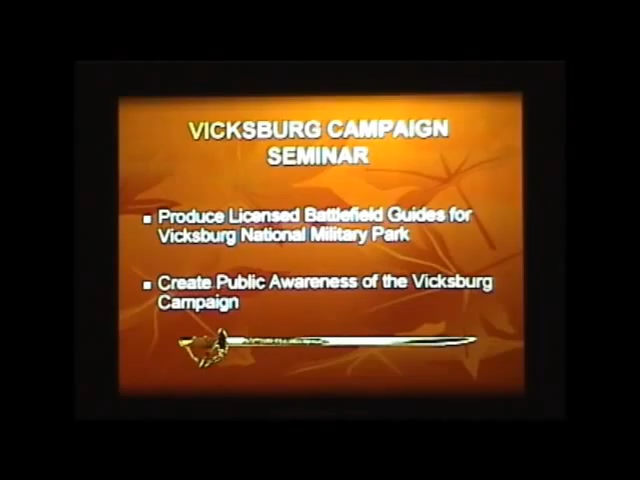 VICKSBURG CAMPAIGN
SEMINAR
Produce Licensed Battlefield Guides for
Vicksburg National Military Park
Create Public Awareness of the Vicksburg
Campaign